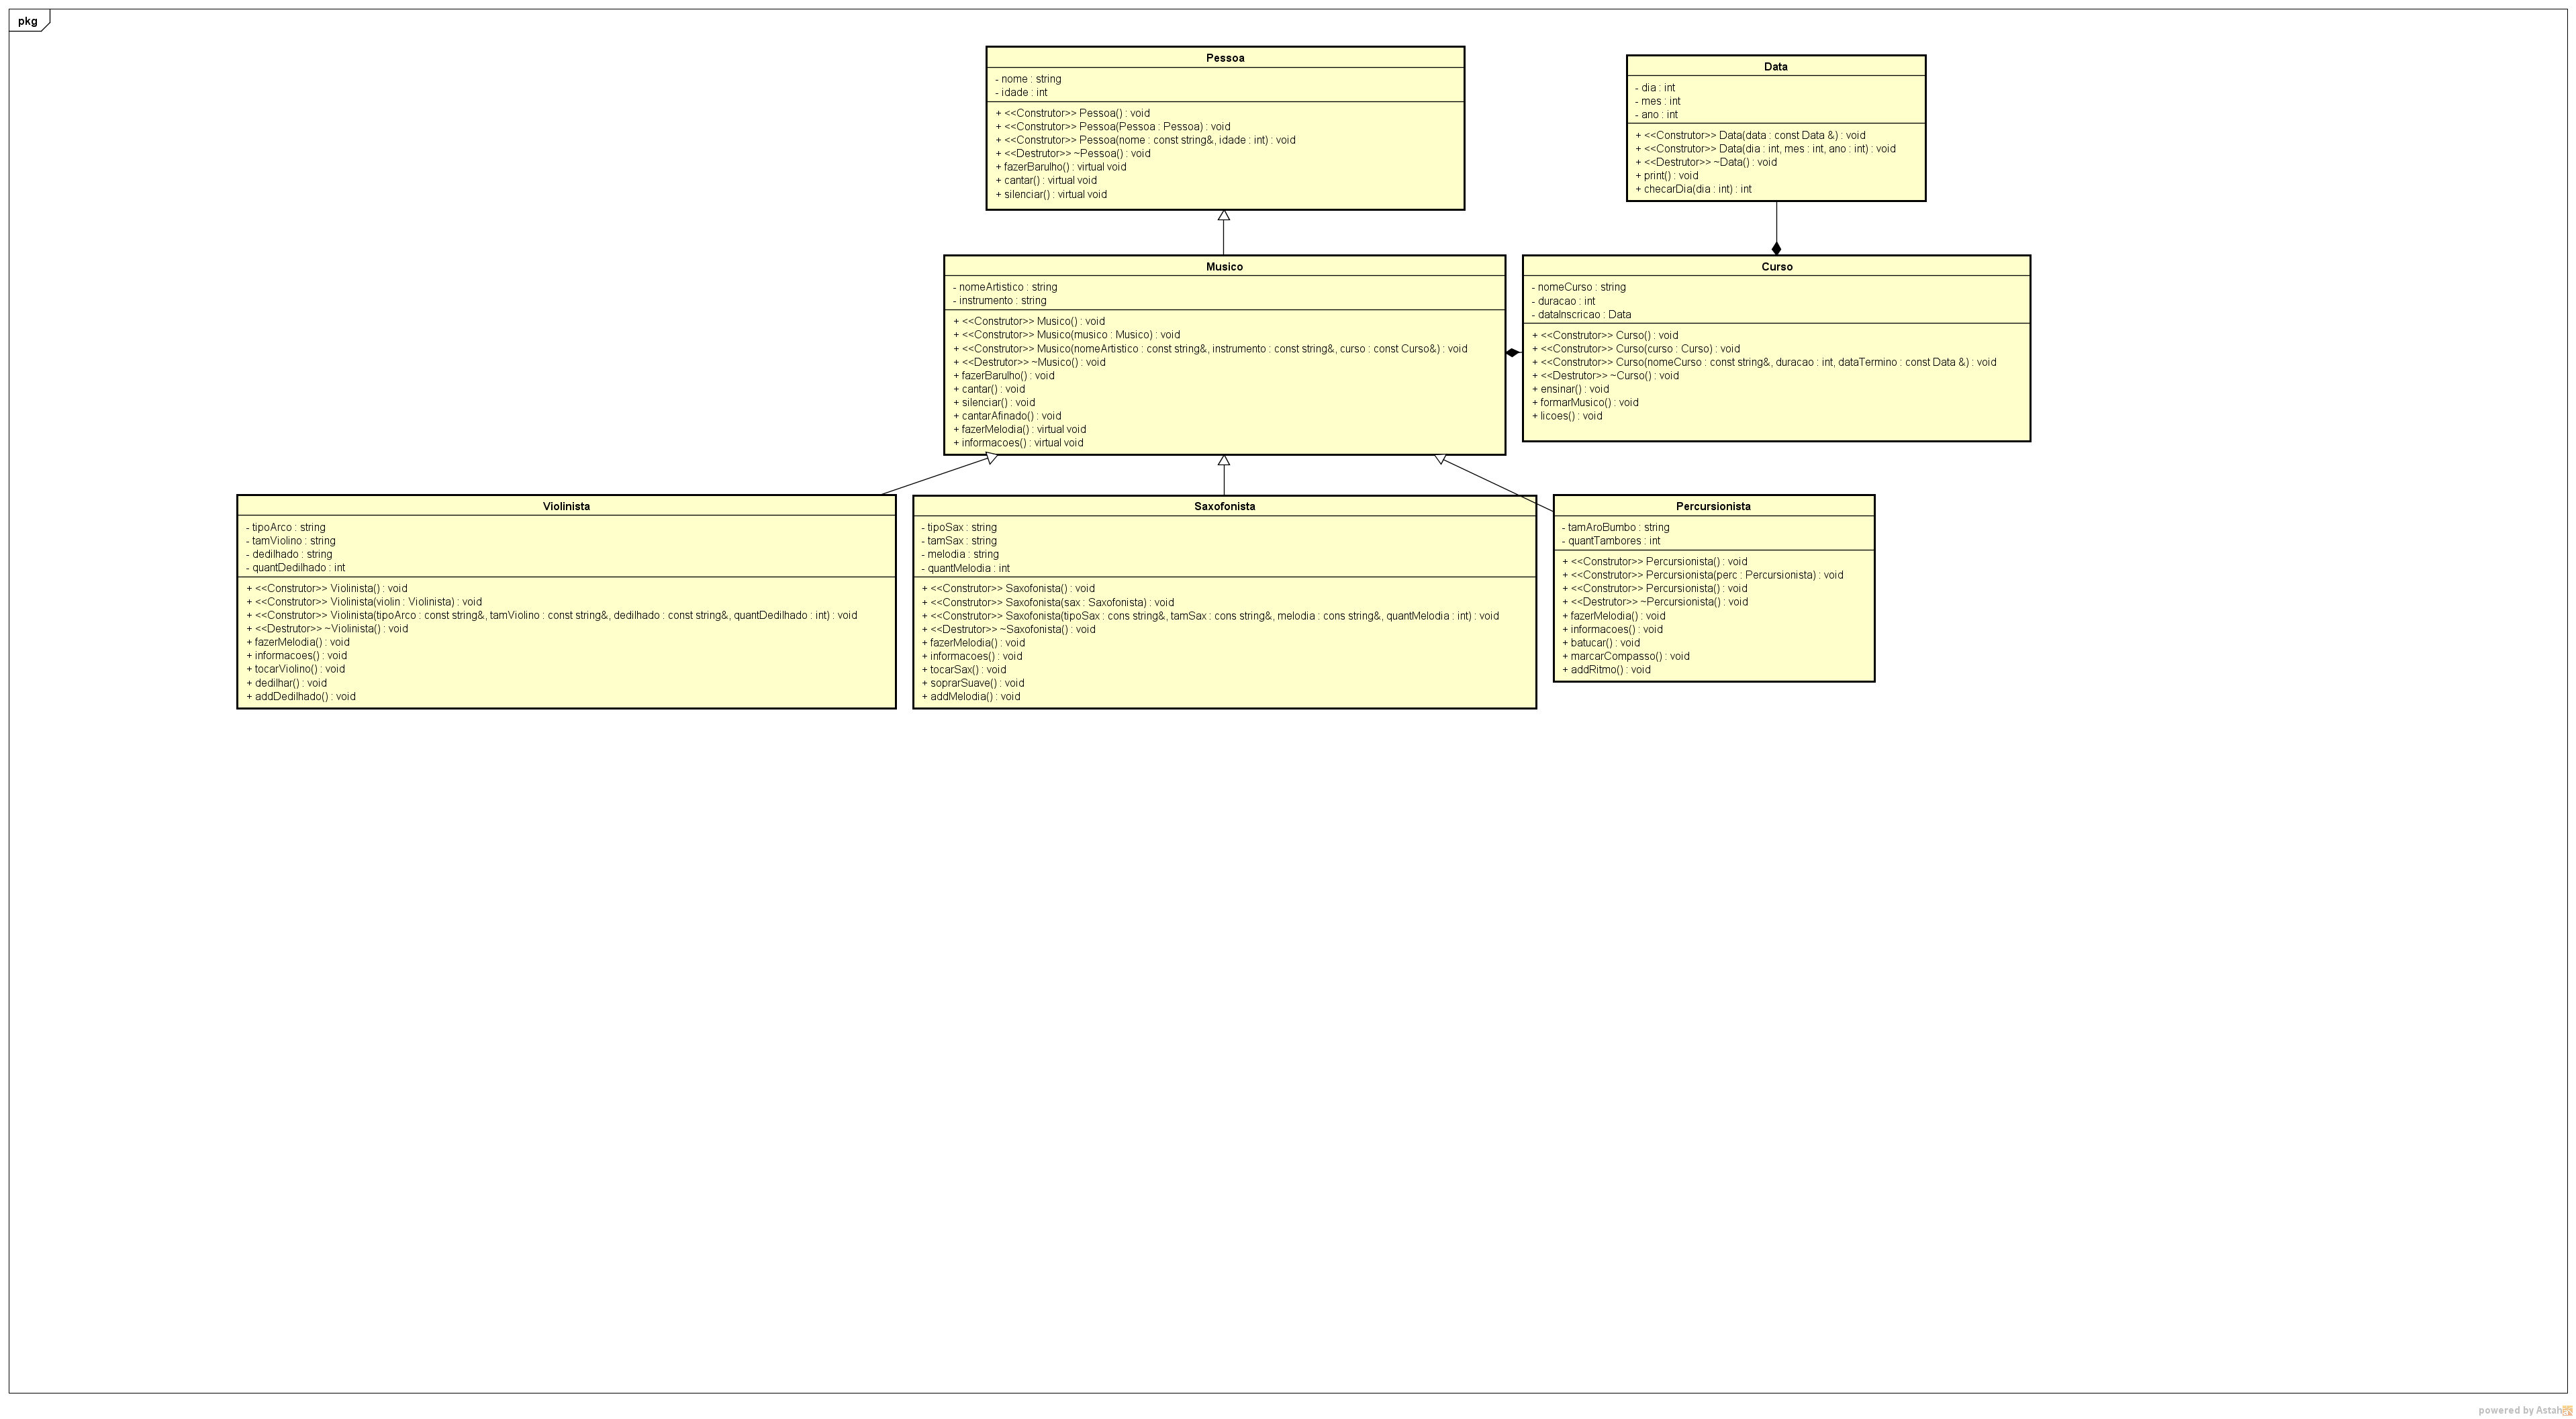 pkg
Pessoa
- nome : string
- idade : int
+ <<Construtor>> Pessoa() : void
+ <<Construtor>> Pessoa(Pessoa : Pessoa) : void
+ <<Construtor>> Pessoa(nome : const string&, idade : int) : void
+ <<Destrutor>> ~Pessoa() : void
+ fazerBarulho() : virtual void
+ cantar() : virtual void
+ silenciar() : virtual void
Data
- dia : int
- mes : int
- ano : int
+ <<Construtor>> Data(data : const Data &) : void
+ <<Construtor>> Data(dia : int, mes : int, ano : int) : void
+ <<Destrutor>> ~Data() : void
+ print() : void
+ checarDia(dia : int) : int
Musico
- nomeArtistico : string
- instrumento : string
+ <<Construtor>> Musico() : void
+ <<Construtor>> Musico(musico : Musico) : void
+ <<Construtor>> Musico(nomeArtistico : const string&, instrumento : const string&, curso : const Curso&) : void
+ <<Destrutor>> ~Musico() : void
+ fazerBarulho() : void
+ cantar() : void
+ silenciar() : void
+ cantarAfinado() : void
+ fazerMelodia() : virtual void
+ informacoes() : virtual void
Curso
- nomeCurso : string
- duracao : int
- dataInscricao : Data
+ <<Construtor>> Curso() : void
+ <<Construtor>> Curso(curso : Curso) : void
+ <<Construtor>> Curso(nomeCurso : const string&, duracao : int, dataTermino : const Data &) : void
+ <<Destrutor>> ~Curso() : void
+ ensinar() : void
+ formarMusico() : void
+ licoes() : void
Violinista
- tipoArco : string
- tamViolino : string
- dedilhado : string
- quantDedilhado : int
+ <<Construtor>> Violinista() : void
+ <<Construtor>> Violinista(violin : Violinista) : void
+ <<Construtor>> Violinista(tipoArco : const string&, tamViolino : const string&, dedilhado : const string&, quantDedilhado : int) : void
+ <<Destrutor>> ~Violinista() : void
+ fazerMelodia() : void
+ informacoes() : void
+ tocarViolino() : void
+ dedilhar() : void
+ addDedilhado() : void
Saxofonista
- tipoSax : string
- tamSax : string
- melodia : string
- quantMelodia : int
+ <<Construtor>> Saxofonista() : void
+ <<Construtor>> Saxofonista(sax : Saxofonista) : void
+ <<Construtor>> Saxofonista(tipoSax : cons string&, tamSax : cons string&, melodia : cons string&, quantMelodia : int) : void
+ <<Destrutor>> ~Saxofonista() : void
+ fazerMelodia() : void
+ informacoes() : void
+ tocarSax() : void
+ soprarSuave() : void
+ addMelodia() : void
Percursionista
- tamAroBumbo : string
- quantTambores : int
+ <<Construtor>> Percursionista() : void
+ <<Construtor>> Percursionista(perc : Percursionista) : void
+ <<Construtor>> Percursionista() : void
+ <<Destrutor>> ~Percursionista() : void
+ fazerMelodia() : void
+ informacoes() : void
+ batucar() : void
+ marcarCompasso() : void
+ addRitmo() : void
powered by Astah